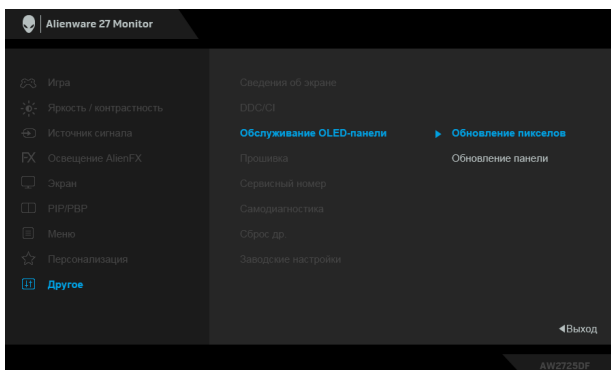 Alienware 27 Monitor
Игра
Яркость / контрастность
Источник сигнала
Освещение AlienFX
Экран
PIP/PBP
Меню
Персонализация
Другое
Сведения об экране
DDC/CI
Обслуживание OLED-панели
Прошивка
Сервисный номер
Самодиагностика
Сброс др.
Заводские настройки
Обновление пикселов
Обновление панели
Выход
AW2725DF